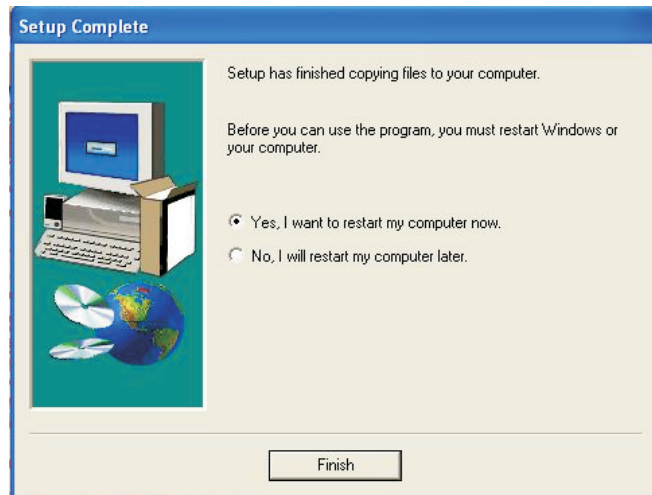 Setup Complete
Setup has finished copying files to your computer.
Before you can use the program, you must restart Windows or
your computer.
Yes, I want to restart my computer now.
No, I will restart my computer later.
Finish